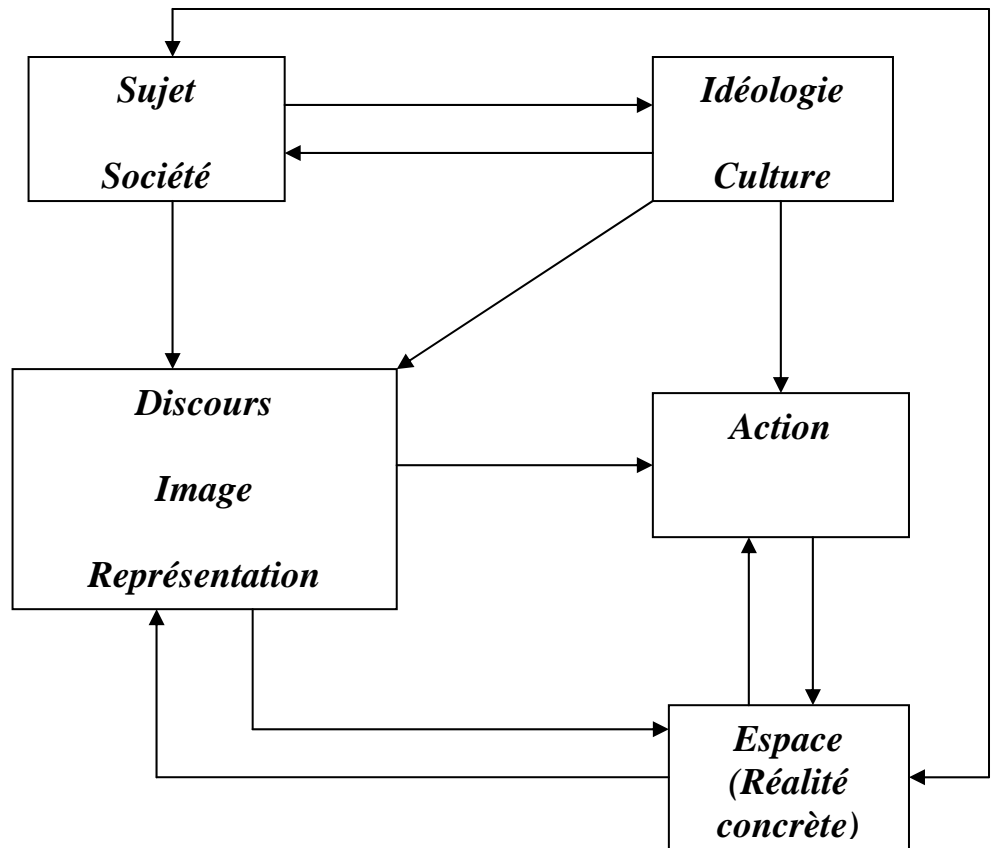 Sujet
Société
Idéologie
Culture
Discours
Image
Représentation
Action
Espace
(Réalité
concrète)